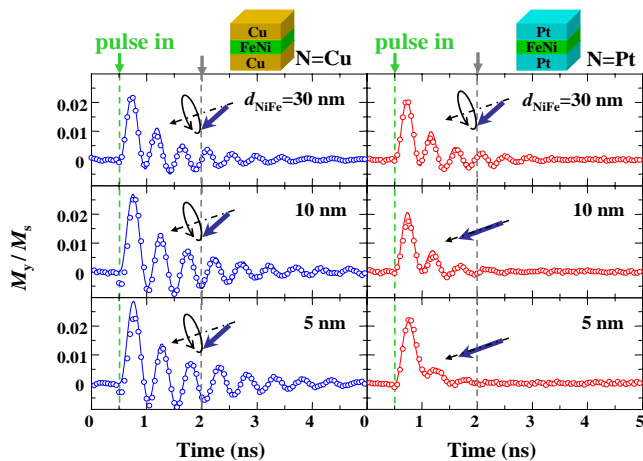 pulse in
Cu
FeNi
Cu
N=Cu
pulse in
Pt
FeNi
Pt
N=Pt
d_NiFe=30 nm
0.02
0.01
0
d_NiFe=30 nm
10 nm
0.02
0.01
0
10 nm
5 nm
0.02
0.01
0
5 nm
M_y/M_s
0 1 2 3 4 0 1 2 3 4 5
Time (ns)
Time (ns)